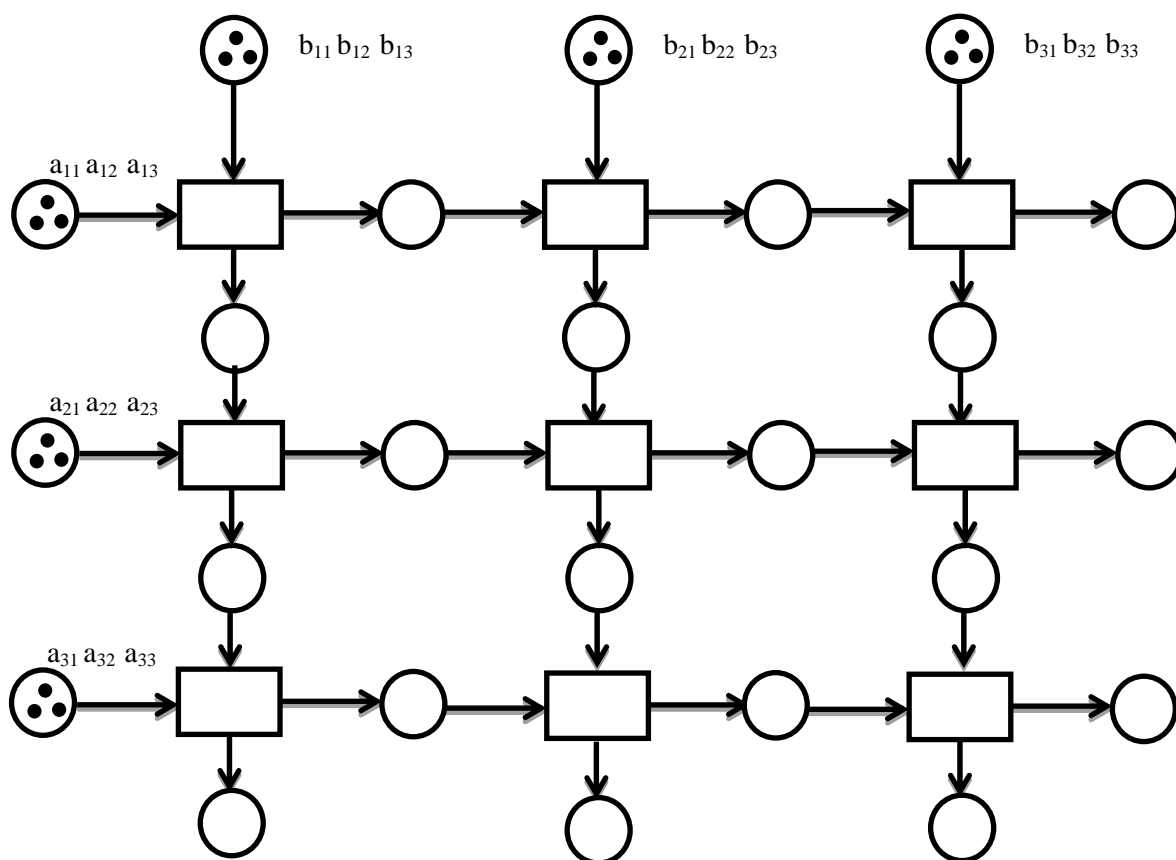 b₁₁ b₁₂ b₁₃
b₂₁ b₂₂ b₂₃
b₃₁ b₃₂ b₃₃
a₁₁ a₁₂ a₁₃
a₂₁ a₂₂ a₂₃
a₃₁ a₃₂ a₃₃